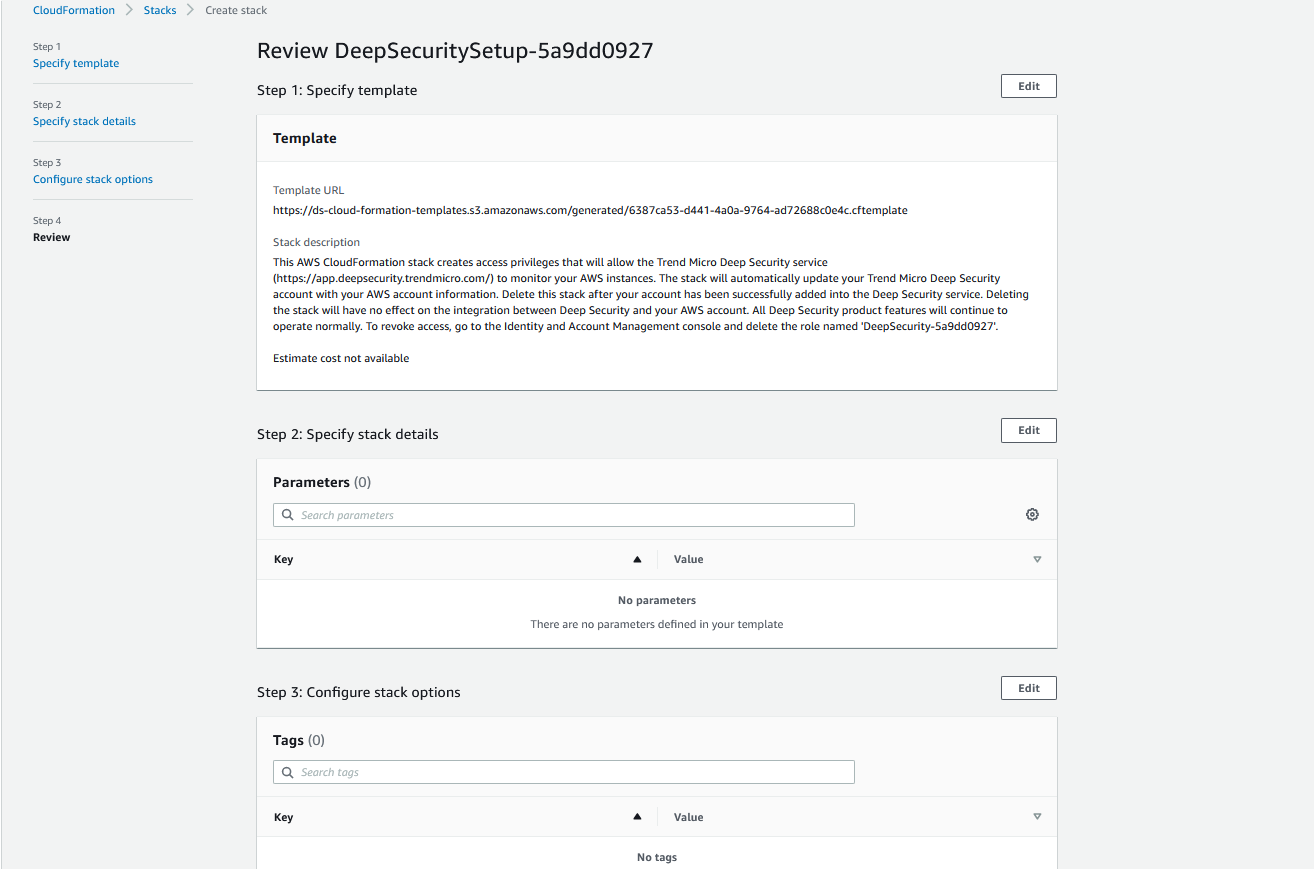 CloudFormation > Stacks > Create stack
Step 1
Specify template
Step 2
Specify stack details
Step 3
Configure stack options
Step 4
Review
Review DeepSecuritySetup-5a9dd0927
Step 1: Specify template
Edit
Template
Template URL
https://ds-cloud-formation-templates.s3.amazonaws.com/generated/6387ca53-d441-4a0a-9764-ad72688c0e4c.cftemplate
Stack description
This AWS CloudFormation stack creates access privileges that will allow the Trend Micro Deep Security service
(https://app.deepsecurity.trendmicro.com/) to monitor your AWS instances. The stack will automatically update your Trend Micro Deep Security
account with your AWS account information. Delete this stack after your account has been successfully added into the Deep Security service. Deleting
the stack will have no effect on the integration between Deep Security and your AWS account. All Deep Security product features will continue to
operate normally. To revoke access, go to the Identity and Account Management console and delete the role named 'DeepSecurity-5a9dd0927'.
Estimate cost not available
Step 2: Specify stack details
Edit
Parameters (0)
Search parameters
Key Value
No parameters
There are no parameters defined in your template
Step 3: Configure stack options
Edit
Tags (0)
Search tags
Key Value
No tags